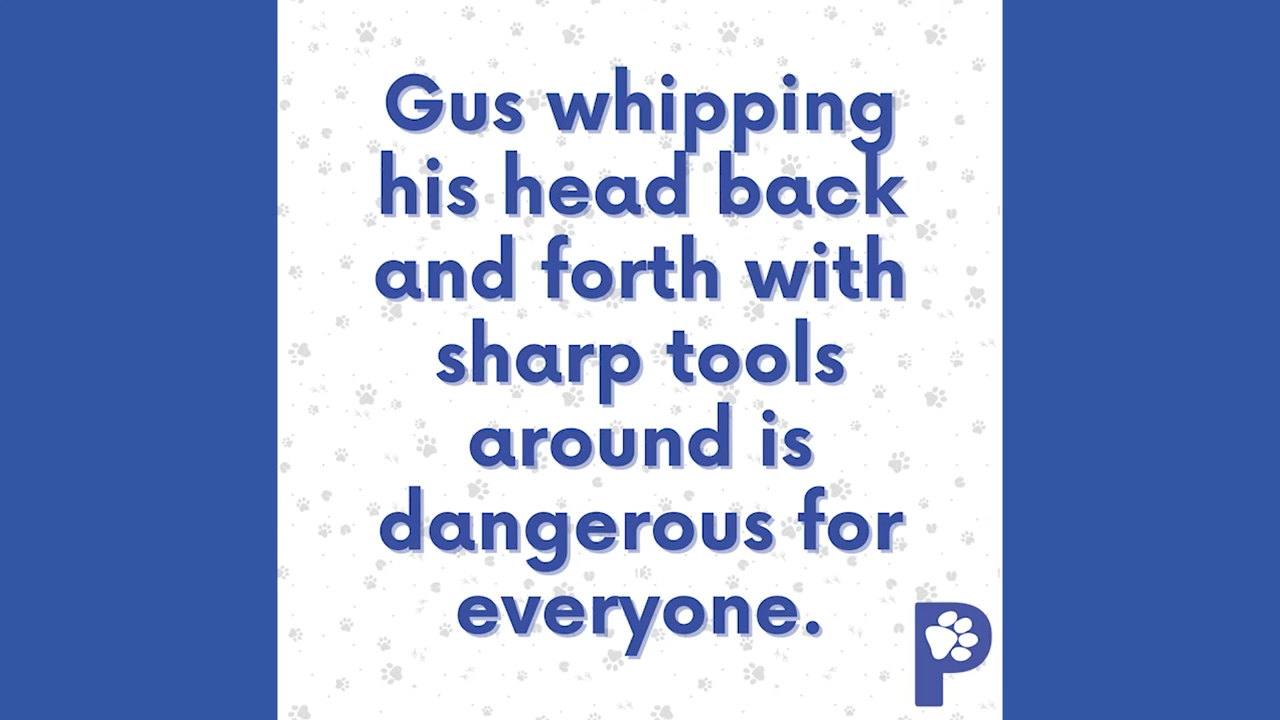 Gus whipping
his head back
and forth with
sharp tools
around is
dangerous for
everyone.
P